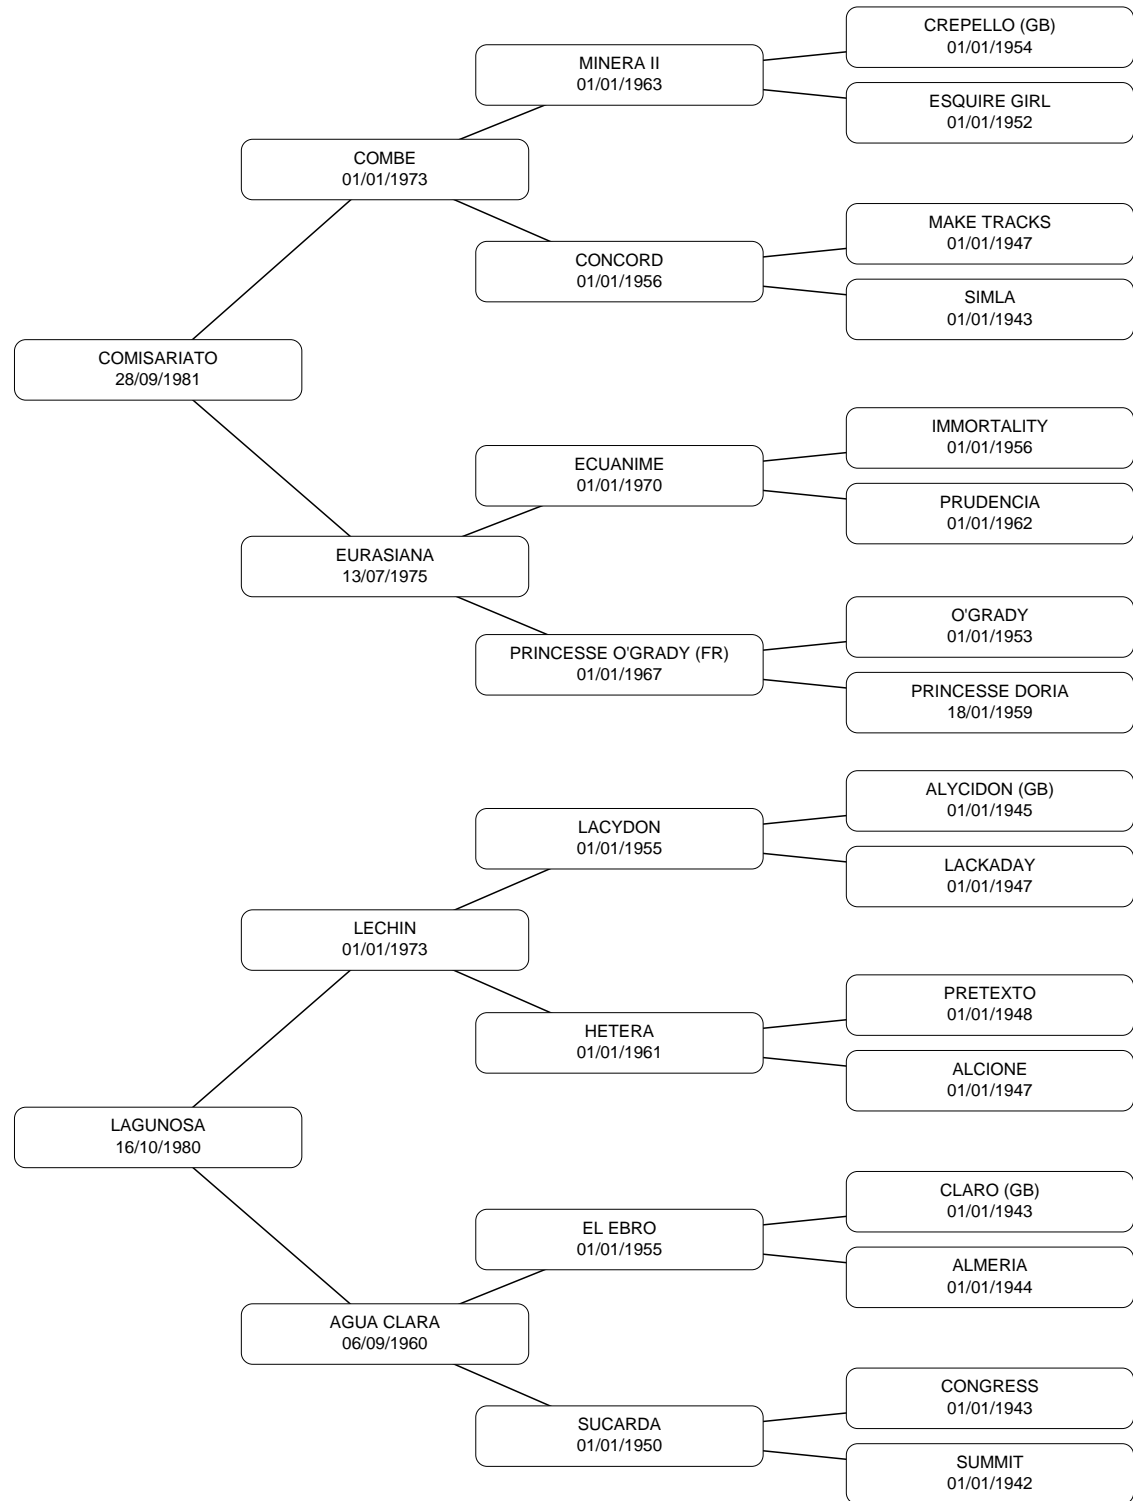 CREPELLO (GB)
01/01/1954
MINERA II
01/01/1963
ESQUIRE GIRL
01/01/1952
COMBE
01/01/1973
MAKE TRACKS
01/01/1947
CONCORD
01/01/1956
SIMLA
01/01/1943
COMISARIATO
28/09/1981
IMMORTALITY
01/01/1956
ECUANIME
01/01/1970
PRUDENCIA
01/01/1962
EURASIANA
13/07/1975
O'GRADY
01/01/1953
PRINCESSE O'GRADY (FR)
01/01/1967
PRINCESSE DORIA
18/01/1959
ALYCIDON (GB)
01/01/1945
LACYDON
01/01/1955
LACKADAY
01/01/1947
LECHIN
01/01/1973
PRETEXTO
01/01/1948
HETERA
01/01/1961
ALCIONE
01/01/1947
LAGUNOSA
16/10/1980
CLARO (GB)
01/01/1943
EL EBRO
01/01/1955
ALMERIA
01/01/1944
AGUA CLARA
06/09/1960
CONGRESS
01/01/1943
SUCARDA
01/01/1950
SUMMIT
01/01/1942